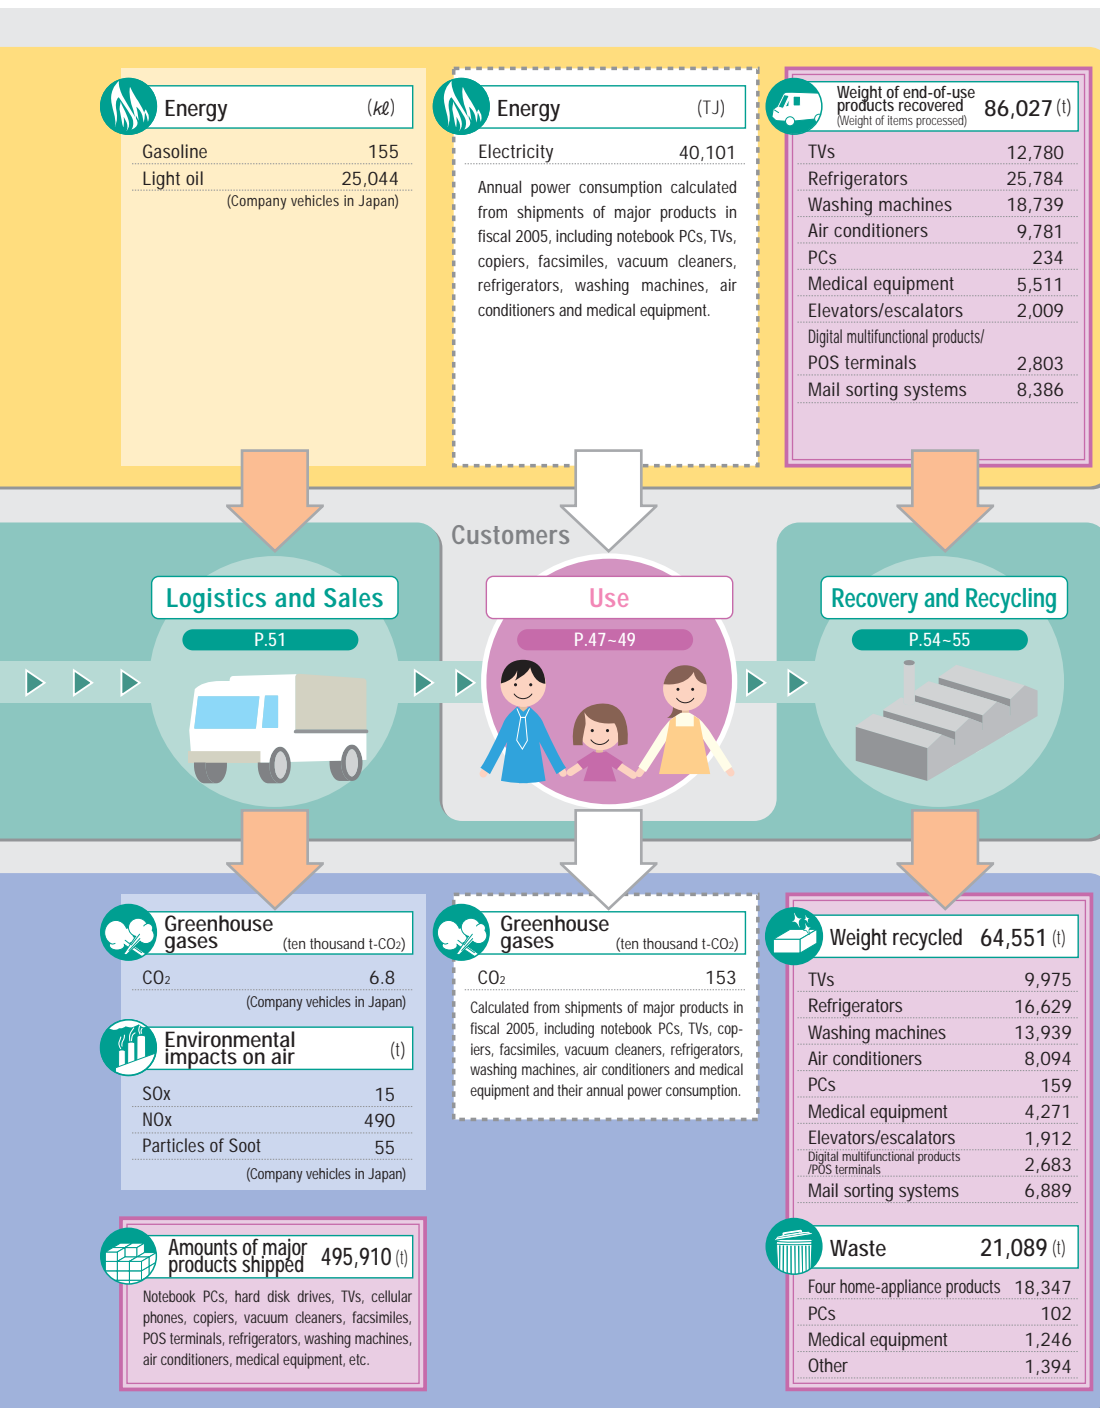 Energy (kℓ)
Gasoline 155
Light oil 25,044
(Company vehicles in Japan)
Energy (TJ)
Electricity 40,101
Annual power consumption calculated
from shipments of major products in
fiscal 2005, including notebook PCs, TVs,
copiers, facsimiles, vacuum cleaners,
refrigerators, washing machines, air
conditioners and medical equipment.
Weight of end-of-use
products recovered 86,027 (t)
(Weight of items processed)
TVs 12,780
Refrigerators 25,784
Washing machines 18,739
Air conditioners 9,781
PCs 234
Medical equipment 5,511
Elevators/escalators 2,009
Digital multifunctional products/
POS terminals 2,803
Mail sorting systems 8,386
Customers
Logistics and Sales
P.51
Use
P.47~49
Recovery and Recycling
P.54~55
Greenhouse
gases (ten thousand t-CO2)
CO2 6.8
(Company vehicles in Japan)
Environmental
impacts on air (t)
SOx 15
NOx 490
Particles of Soot 55
(Company vehicles in Japan)
Amounts of major
products shipped 495,910 (t)
Notebook PCs, hard disk drives, TVs, cellular
phones, copiers, vacuum cleaners, facsimiles,
POS terminals, refrigerators, washing machines,
air conditioners, medical equipment, etc.
Greenhouse
gases (ten thousand t-CO2)
CO2 153
Calculated from shipments of major products in
fiscal 2005, including notebook PCs, TVs, cop-
iers, facsimiles, vacuum cleaners, refrigerators,
washing machines, air conditioners and medical
equipment and their annual power consumption.
Weight recycled 64,551 (t)
TVs 9,975
Refrigerators 16,629
Washing machines 13,939
Air conditioners 8,094
PCs 159
Medical equipment 4,271
Elevators/escalators 1,912
Digital multifunctional products
/POS terminals 2,683
Mail sorting systems 6,889
Waste 21,089 (t)
Four home-appliance products 18,347
PCs 102
Medical equipment 1,246
Other 1,394